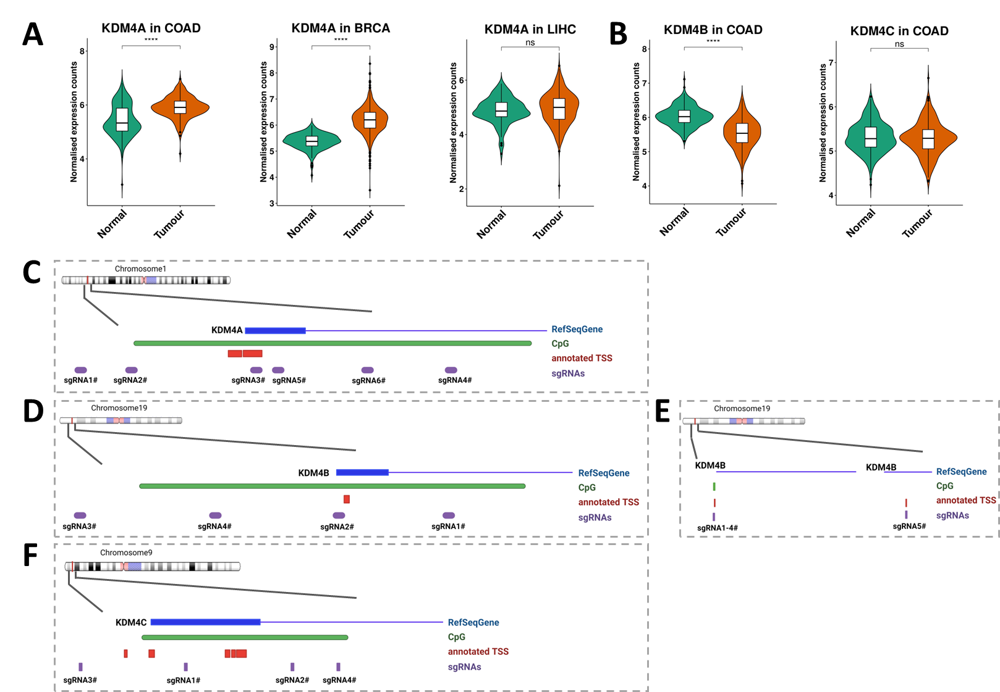 A
KDM4A in COAD
****
Normalised expression counts
8
6
4
Normal
Tumour
KDM4A in BRCA
****
Normalised expression counts
9
8
7
6
5
4
3
Normal
Tumour
KDM4A in LIHC
ns
Normalised expression counts
6
4
2
Normal
Tumour
B
KDM4B in COAD
****
Normalised expression counts
8
7
6
5
4
Normal
Tumour
KDM4C in COAD
ns
Normalised expression counts
7
6
5
4
Normal
Tumour
C
Chromosome1
KDM4A
RefSeqGene
CpG
annotated TSS
sgRNAs
sgRNA1#
sgRNA2#
sgRNA3#
sgRNA5#
sgRNA6#
sgRNA4#
D
Chromosome19
KDM4B
RefSeqGene
CpG
annotated TSS
sgRNAs
sgRNA3#
sgRNA4#
sgRNA2#
sgRNA1#
E
Chromosome19
KDM4B
KDM4B
RefSeqGene
CpG
annotated TSS
sgRNAs
sgRNA1-4#
sgRNA5#
F
Chromosome9
KDM4C
RefSeqGene
CpG
annotated TSS
sgRNAs
sgRNA3#
sgRNA1#
sgRNA2#
sgRNA4#